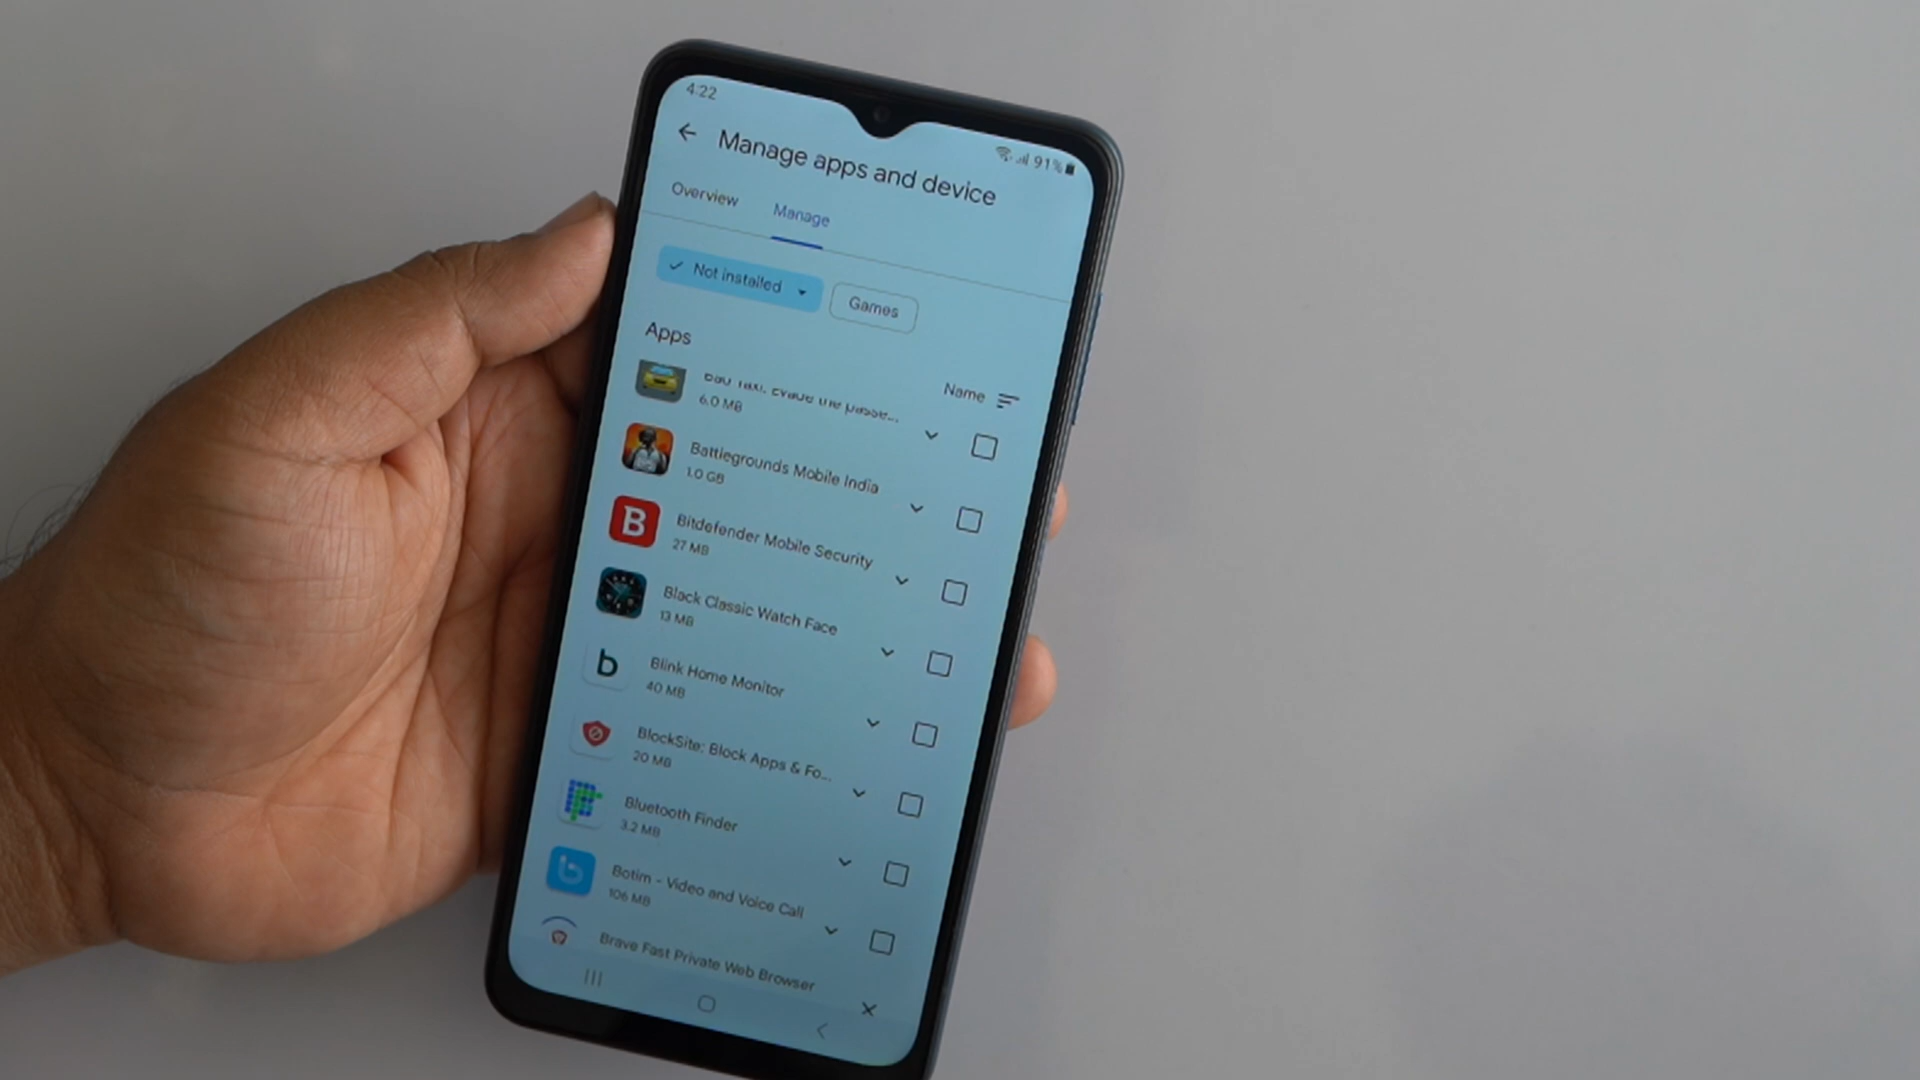 4:22
91%
Manage apps and device
Overview
Manage
Not installed
Games
Apps
Name
6.0 MB
Battlegrounds Mobile India
1.0 GB
B
Bitdefender Mobile Security
27 MB
Black Classic Watch Face
13 MB
b
Blink Home Monitor
40 MB
BlockSite: Block Apps & Fo...
20 MB
Bluetooth Finder
3.2 MB
b
Botim - Video and Voice Call
106 MB
Brave Fast Private Web Browser